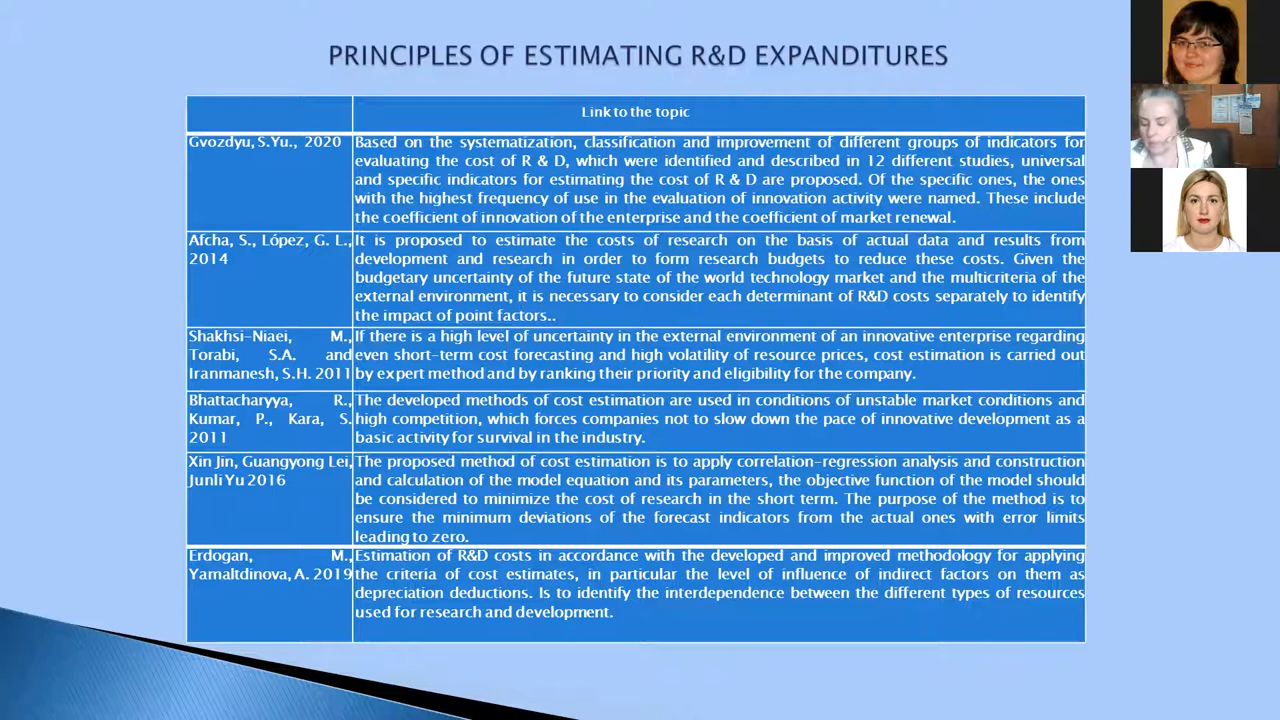 PRINCIPLES OF ESTIMATING R&D EXPANDITURES
Link to the topic
Gvozdyu, S.Yu., 2020
Based on the systematization, classification and improvement of different groups of indicators for
evaluating the cost of R & D, which were identified and described in 12 different studies, universal
and specific indicators for estimating the cost of R & D are proposed. Of the specific ones, the ones
with the highest frequency of use in the evaluation of innovation activity were named. These include
the coefficient of innovation of the enterprise and the coefficient of market renewal.
Afcha, S., López, G. L.,
2014
It is proposed to estimate the costs of research on the basis of actual data and results from
development and research in order to form research budgets to reduce these costs. Given the
budgetary uncertainty of the future state of the world technology market and the multicriteria of the
external environment, it is necessary to consider each determinant of R&D costs separately to identify
the impact of point factors..
Shakhsi-Niaei, M.,
Torabi, S.A. and
Iranmanesh, S.H. 2011
If there is a high level of uncertainty in the external environment of an innovative enterprise regarding
even short-term cost forecasting and high volatility of resource prices, cost estimation is carried out
by expert method and by ranking their priority and eligibility for the company.
Bhattacharyya, R.,
Kumar, P., Kara, S.
2011
The developed methods of cost estimation are used in conditions of unstable market conditions and
high competition, which forces companies not to slow down the pace of innovative development as a
basic activity for survival in the industry.
Xin Jin, Guangyong Lei,
Junli Yu 2016
The proposed method of cost estimation is to apply correlation-regression analysis and construction
and calculation of the model equation and its parameters, the objective function of the model should
be considered to minimize the cost of research in the short term. The purpose of the method is to
ensure the minimum deviations of the forecast indicators from the actual ones with error limits
leading to zero.
Erdogan, M.,
Yamaltdinova, A. 2019
Estimation of R&D costs in accordance with the developed and improved methodology for applying
the criteria of cost estimates, in particular the level of influence of indirect factors on them as
depreciation deductions. Is to identify the interdependence between the different types of resources
used for research and development.